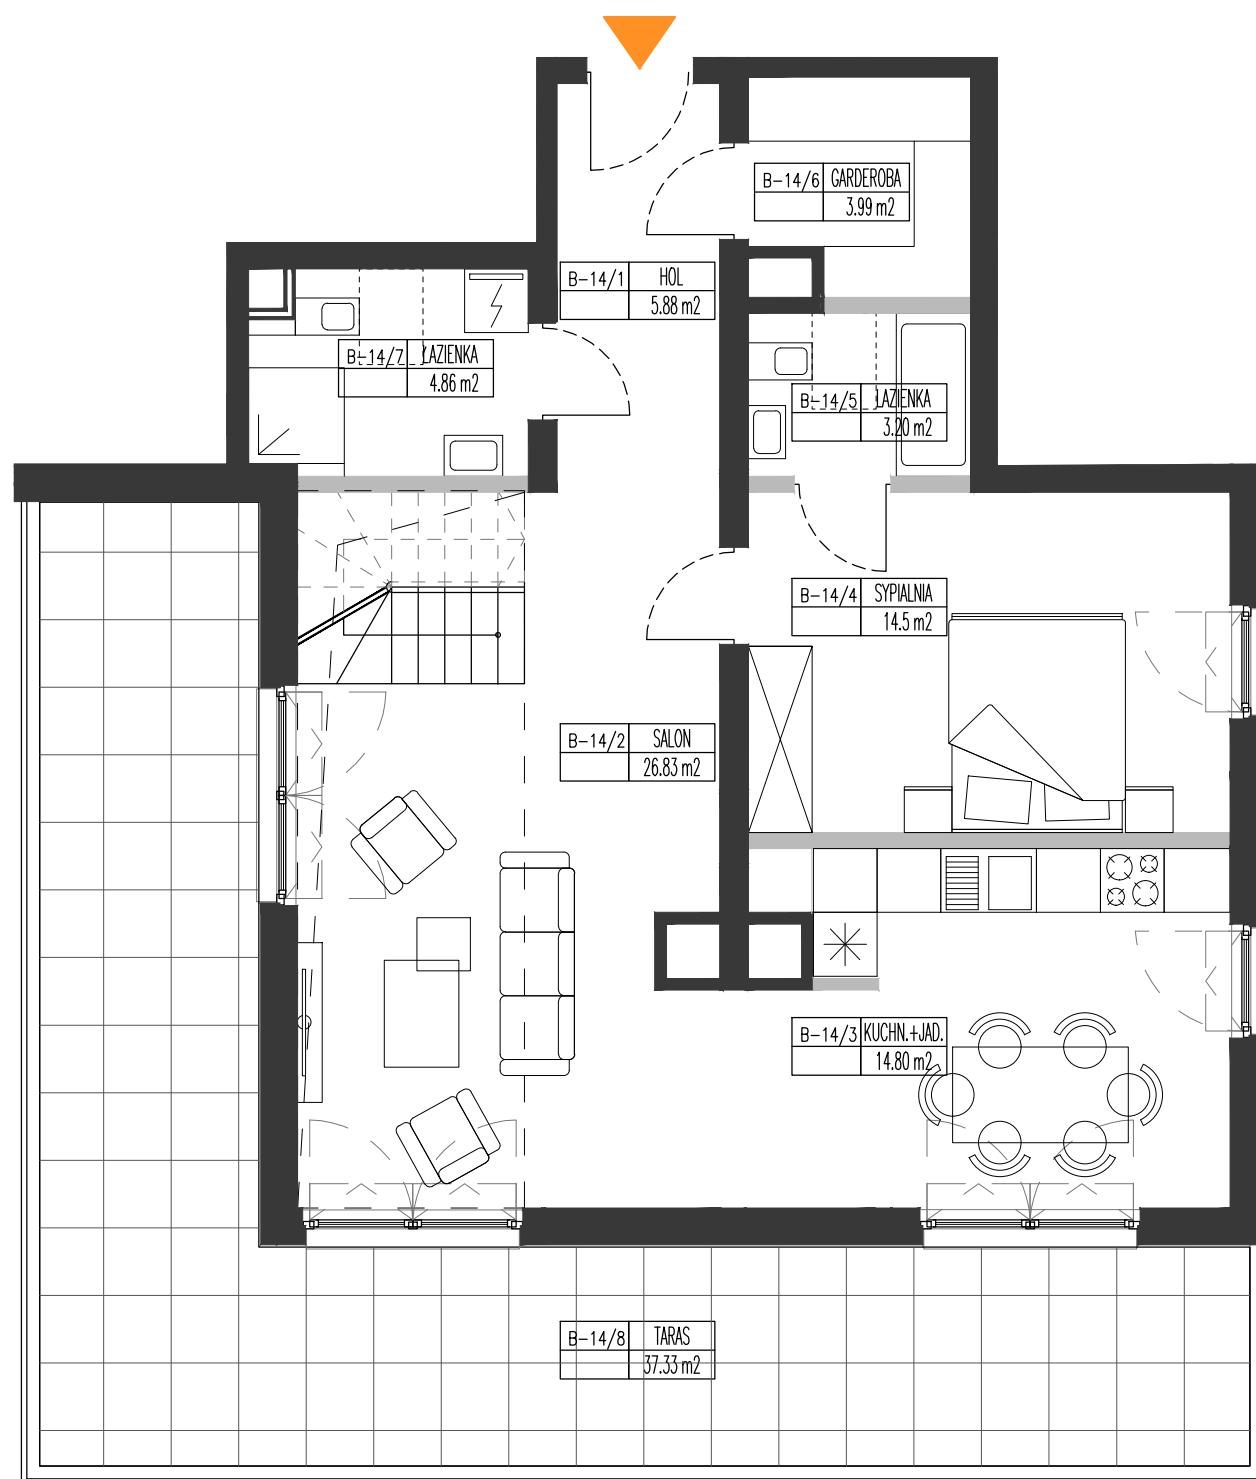 B-14/6 GARDEROBA
3.99 m2
B-14/1 HOL
5.88 m2
B-14/7 ŁAZIENKA
4.86 m2
B-14/5 ŁAZIENKA
3.20 m2
B-14/4 SYPIALNIA
14.5 m2
B-14/2 SALON
26.83 m2
B-14/3 KUCHN.+JAD.
14.80 m2
B-14/8 TARAS
37.33 m2